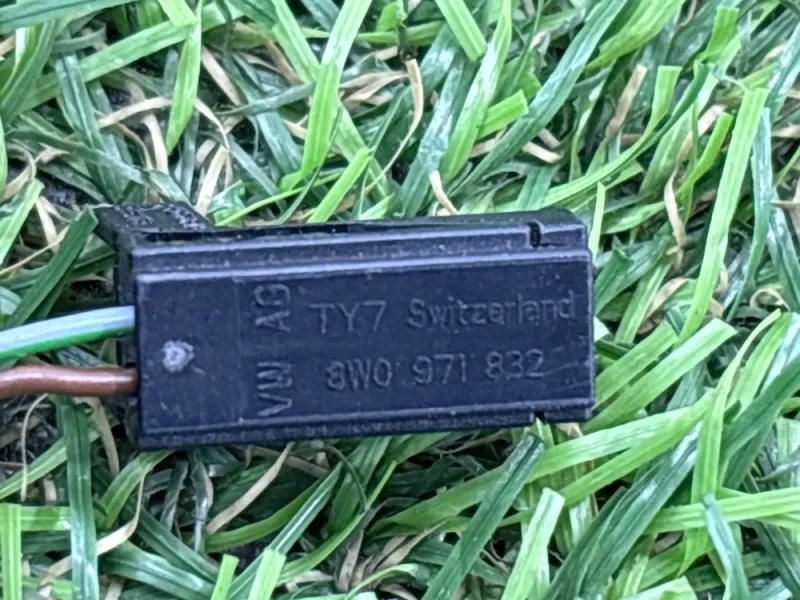 VW AG
TY7 Switzerland
8W0 971 832